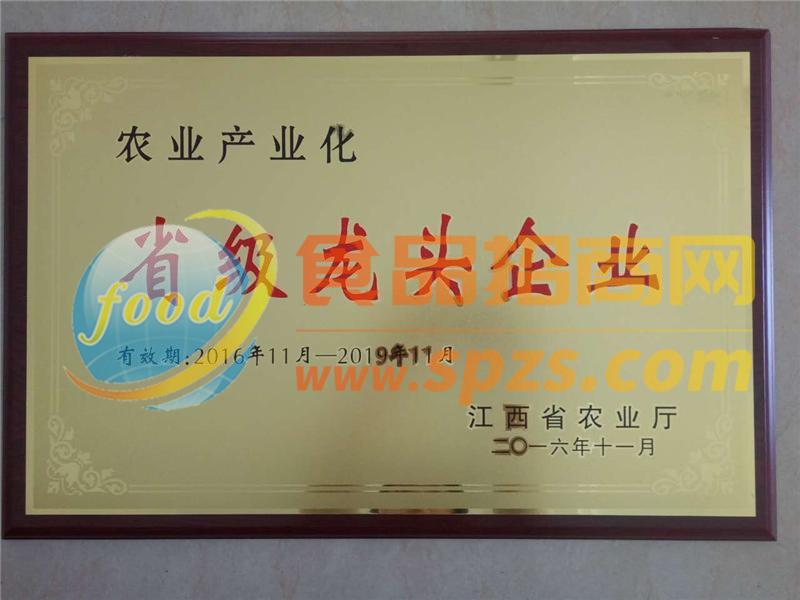 农业产业化
省级龙头企业
食品招商网
food
有效期:2016年11月—2019年11月
www.spzs.com
江西省农业厅
二〇一六年十一月